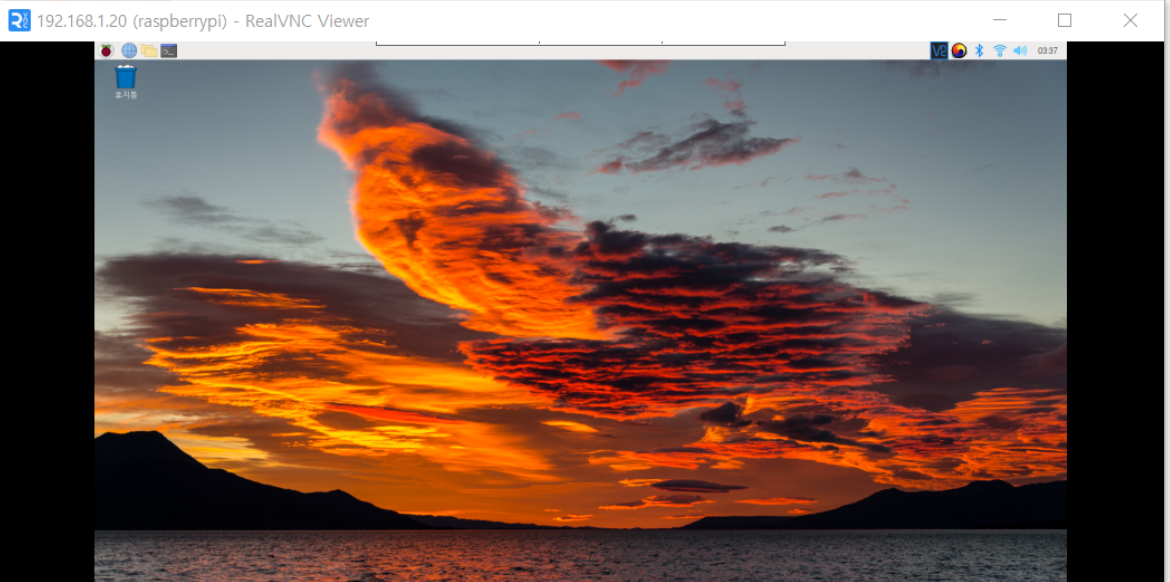 192.168.1.20 (raspberrypi) - RealVNC Viewer
03:37
휴지통